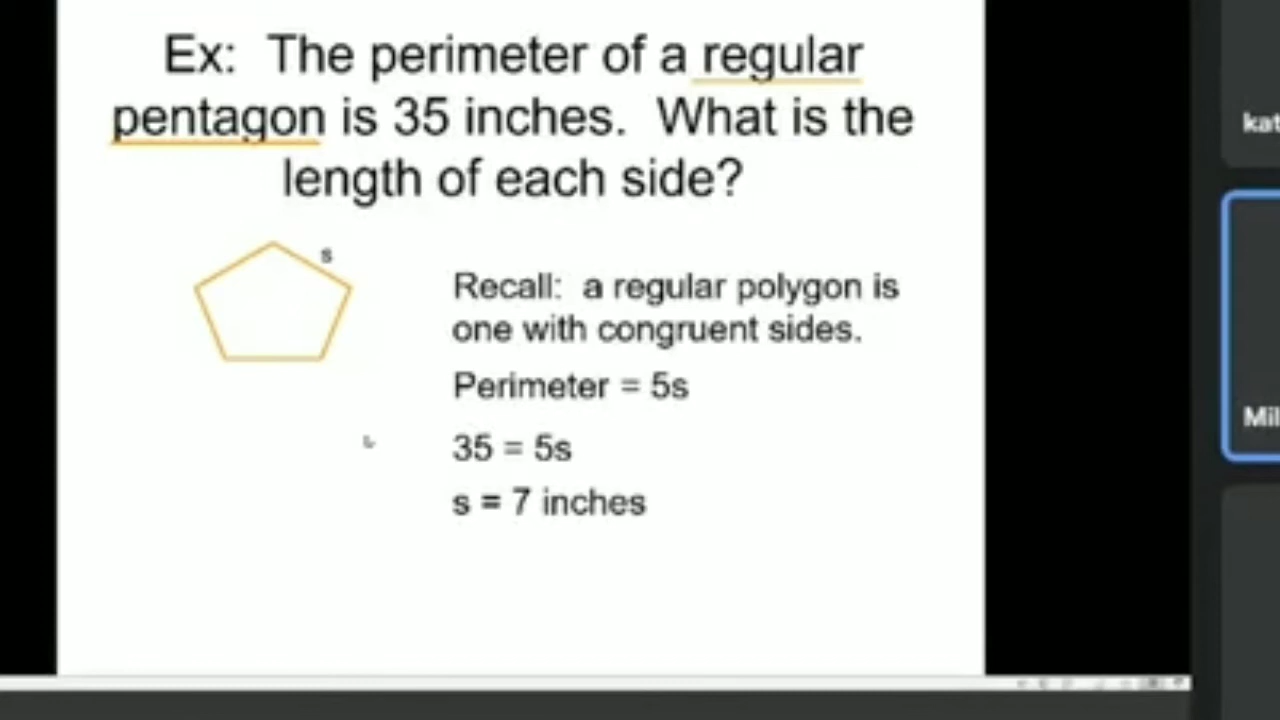 Ex: The perimeter of a regular
pentagon is 35 inches. What is the
length of each side?
s
Recall: a regular polygon is
one with congruent sides.
Perimeter = 5s
35 = 5s
s = 7 inches
kat
Mil